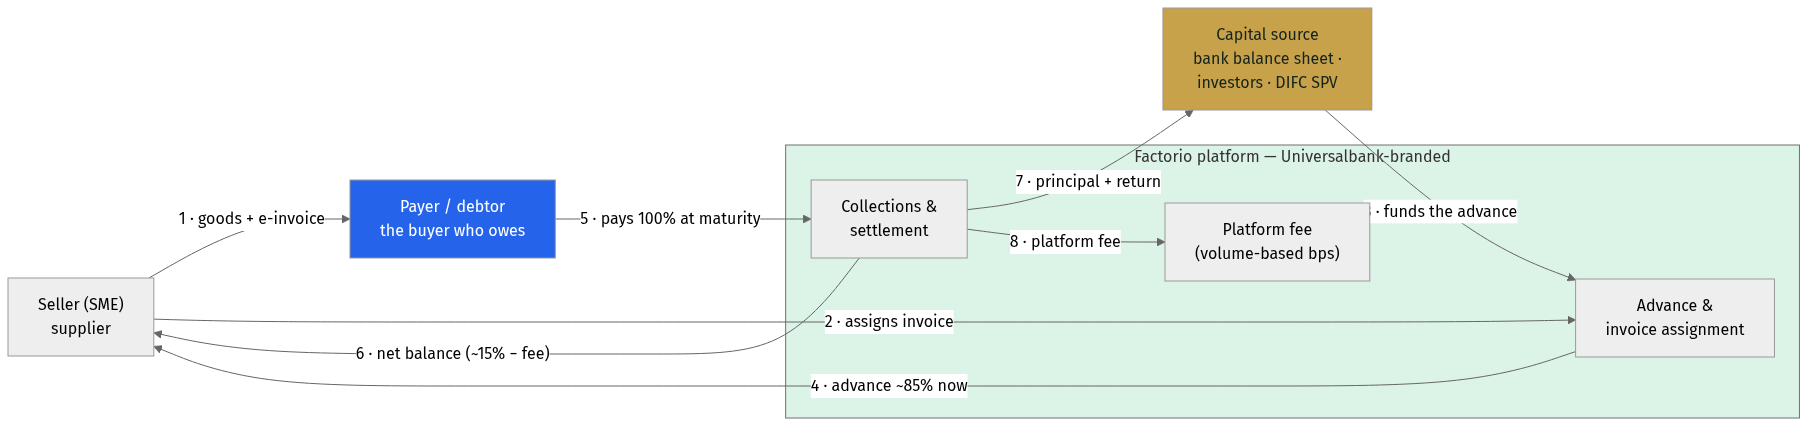 Capital source
bank balance sheet ·
investors · DIFC SPV
Factorio platform — Universalbank-branded
7 · principal + return
1 · goods + e-invoice
Payer / debtor
the buyer who owes
5 · pays 100% at maturity
Collections &
settlement
8 · platform fee
Platform fee
(volume-based bps)
· funds the advance
Seller (SME)
supplier
2 · assigns invoice
Advance &
invoice assignment
6 · net balance (~15% − fee)
4 · advance ~85% now